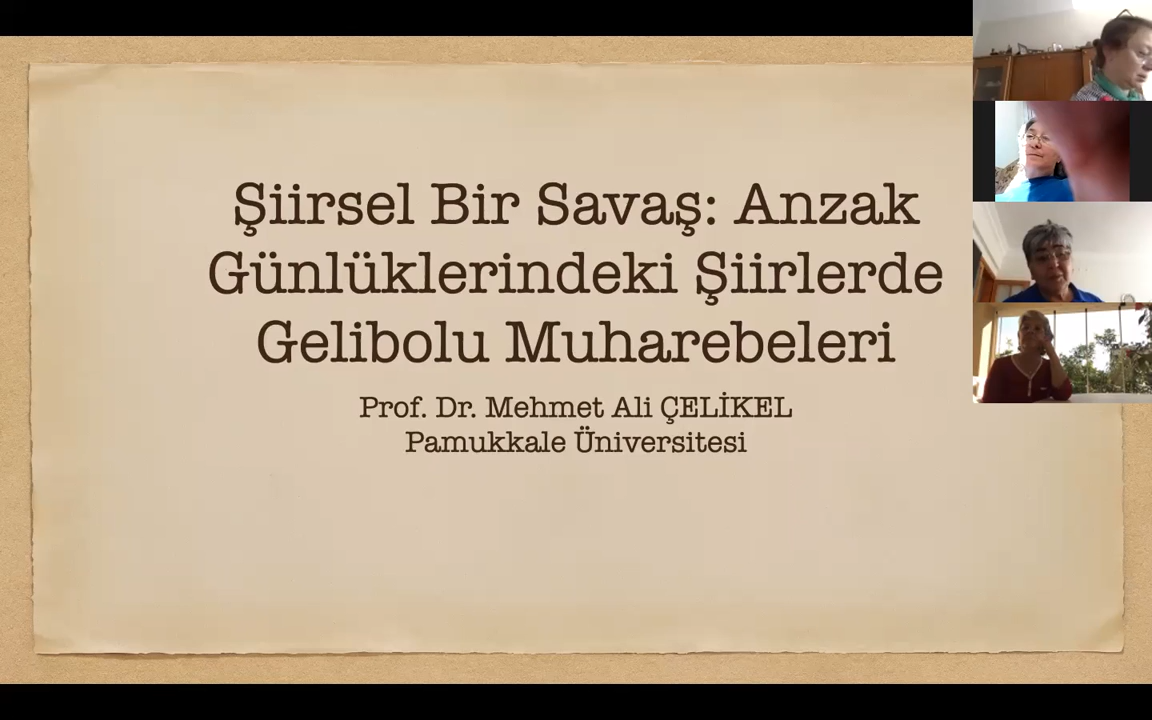 Şiirsel Bir Savaş: Anzak
Günlüklerindeki Şiirlerde
Gelibolu Muharebeleri
Prof. Dr. Mehmet Ali ÇELİKEL
Pamukkale Üniversitesi